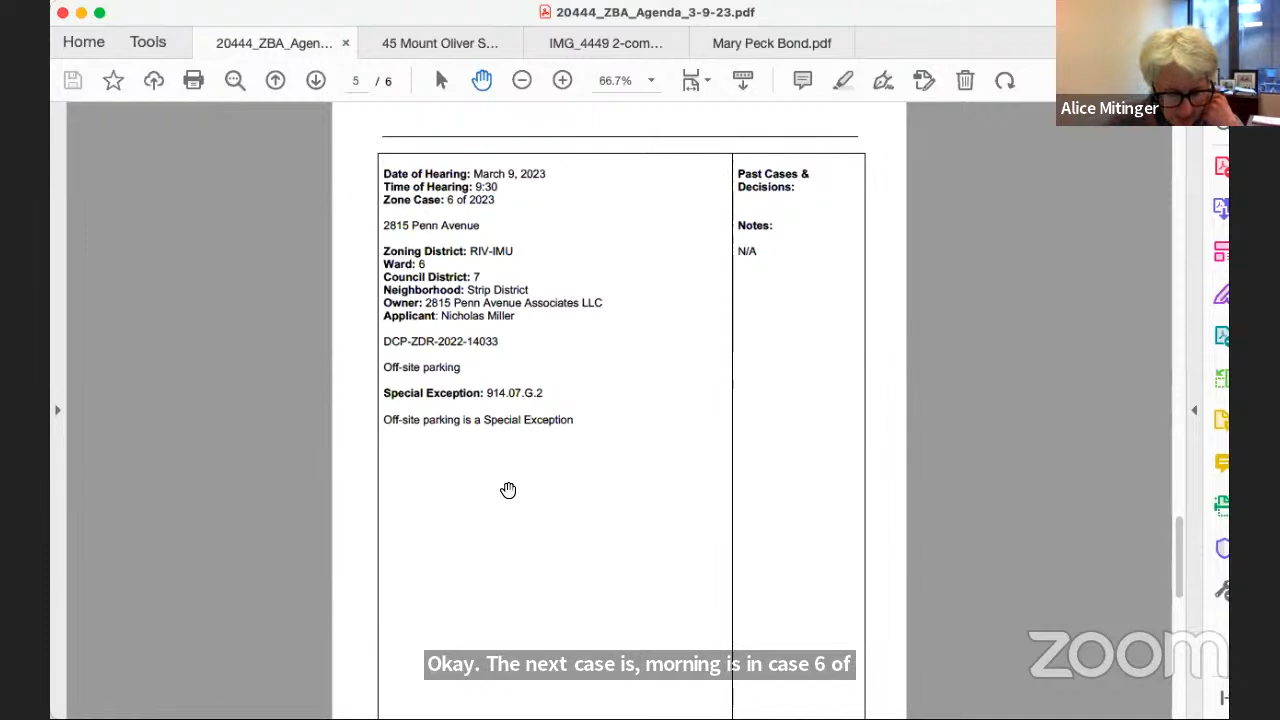 20444_ZBA_Agenda_3-9-23.pdf
Home
Tools
20444_ZBA_Agen...
×
45 Mount Oliver S...
IMG_4449 2-com...
Mary Peck Bond.pdf
5 / 6
66.7%
Alice Mitinger
Date of Hearing: March 9, 2023
Time of Hearing: 9:30
Zone Case: 6 of 2023
2815 Penn Avenue
Zoning District: RIV-IMU
Ward: 6
Council District: 7
Neighborhood: Strip District
Owner: 2815 Penn Avenue Associates LLC
Applicant: Nicholas Miller
DCP-ZDR-2022-14033
Off-site parking
Special Exception: 914.07.G.2
Off-site parking is a Special Exception
Past Cases &
Decisions:
Notes:
N/A
Okay. The next case is, morning is in case 6 of
zoom